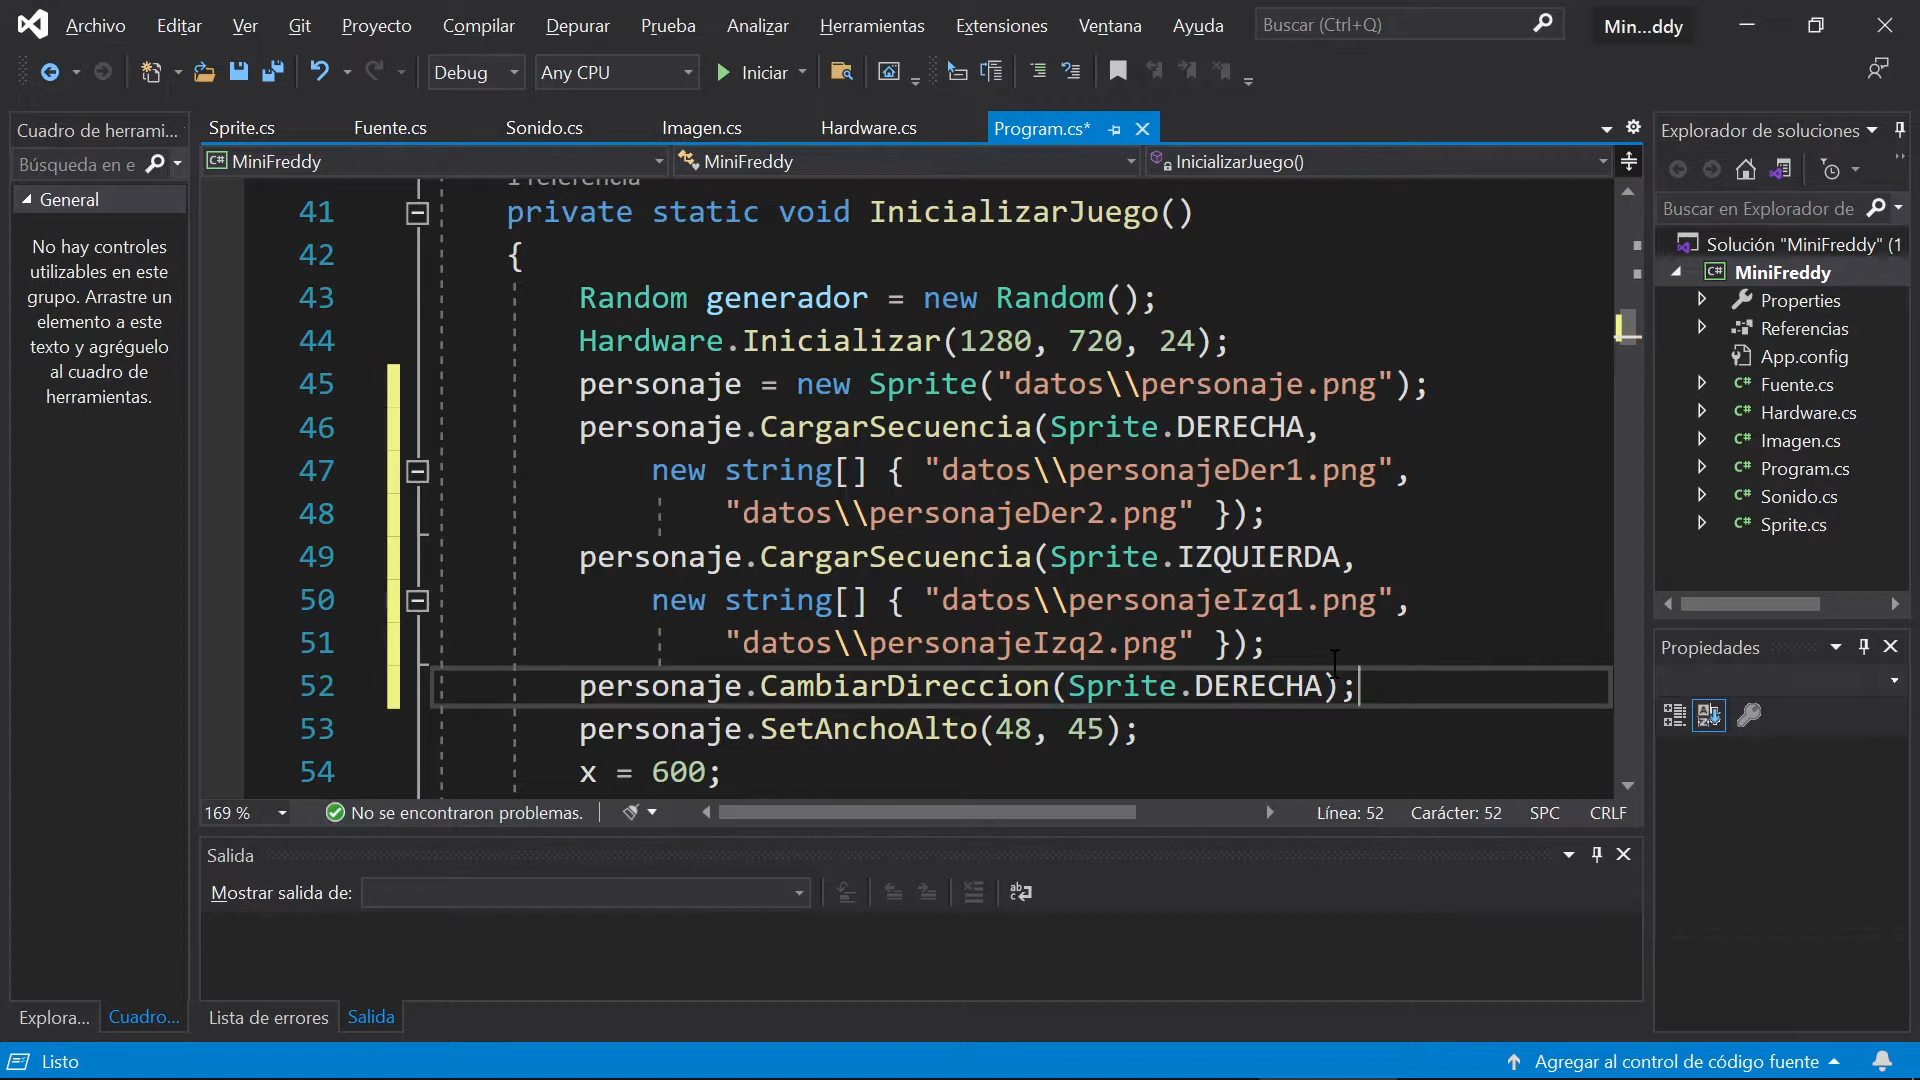 Archivo Editar Ver Git Proyecto Compilar Depurar Prueba Analizar Herramientas Extensiones Ventana Ayuda Buscar (Ctrl+Q) Min...ddy
Debug Any CPU Iniciar
Cuadro de herrami...
Búsqueda en e
General
No hay controles
utilizables en este
grupo. Arrastre un
elemento a este
texto y agréguelo
al cuadro de
herramientas.
Explora... Cuadro...
Sprite.cs Fuente.cs Sonido.cs Imagen.cs Hardware.cs Program.cs*
MiniFreddy MiniFreddy InicializarJuego()
1 referencia
41 private static void InicializarJuego()
42 {
43 Random generador = new Random();
44 Hardware.Inicializar(1280, 720, 24);
45 personaje = new Sprite("datos\\personaje.png");
46 personaje.CargarSecuencia(Sprite.DERECHA,
47 new string[] { "datos\\personajeDer1.png",
48 "datos\\personajeDer2.png" });
49 personaje.CargarSecuencia(Sprite.IZQUIERDA,
50 new string[] { "datos\\personajeIzq1.png",
51 "datos\\personajeIzq2.png" });
52 personaje.CambiarDireccion(Sprite.DERECHA);
53 personaje.SetAnchoAlto(48, 45);
54 x = 600;
169 % No se encontraron problemas. Línea: 52 Carácter: 52 SPC CRLF
Salida
Mostrar salida de:
Lista de errores Salida
Explorador de soluciones
Buscar en Explorador de
Solución "MiniFreddy" (1
C# MiniFreddy
Properties
Referencias
App.config
C# Fuente.cs
C# Hardware.cs
C# Imagen.cs
C# Program.cs
C# Sonido.cs
C# Sprite.cs
Propiedades
Listo Agregar al control de código fuente